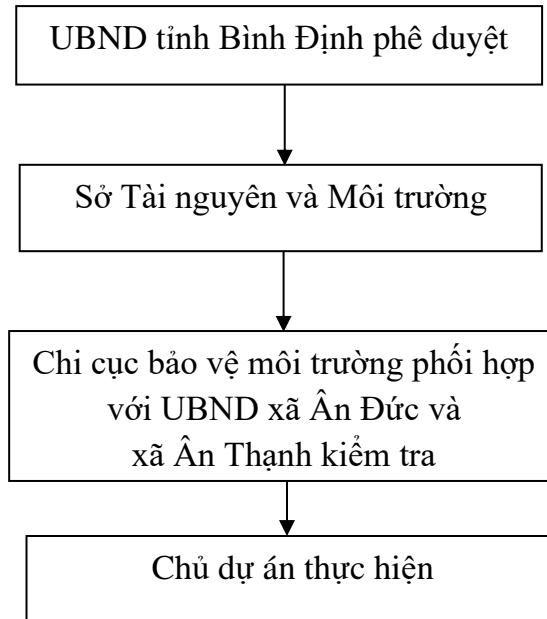 UBND tỉnh Bình Định phê duyệt
Sở Tài nguyên và Môi trường
Chi cục bảo vệ môi trường phối hợp
với UBND xã Ân Đức và
xã Ân Thạnh kiểm tra
Chủ dự án thực hiện